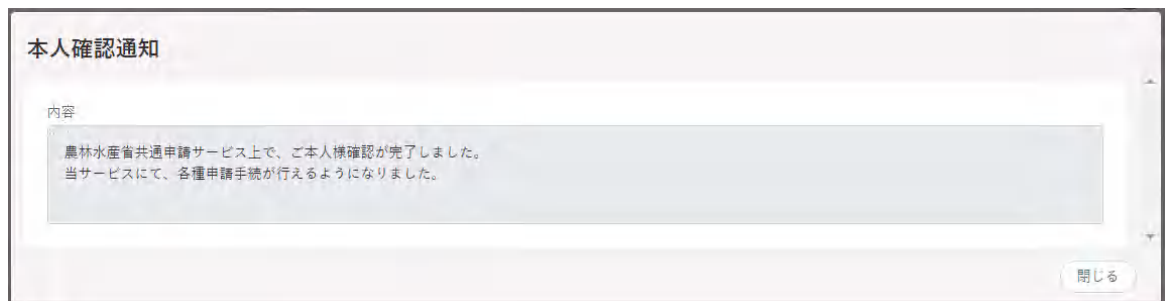 本人確認通知
内容
農林水産省共通申請サービス上で、ご本人様確認が完了しました。
当サービスにて、各種申請手続が行えるようになりました。
閉じる